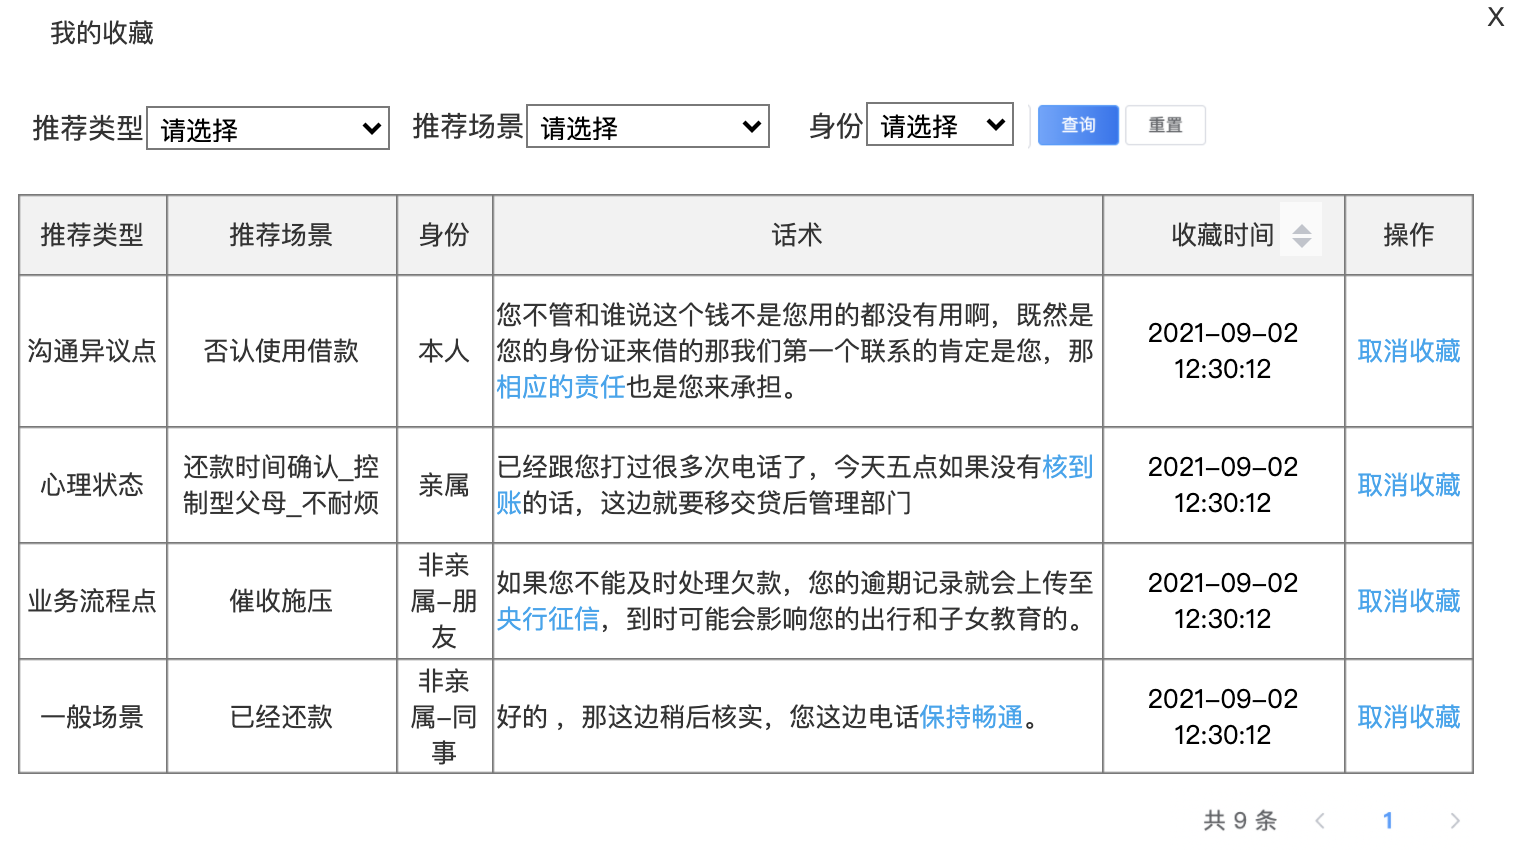 我的收藏
X
推荐类型 请选择 推荐场景 请选择 身份 请选择 查询 重置
推荐类型 推荐场景 身份 话术 收藏时间 操作
沟通异议点 否认使用借款 本人
您不管和谁说这个钱不是您用的都没有用啊，既然是
您的身份证来借的那我们第一个联系的肯定是您，那
相应的责任也是您来承担。
2021-09-02
12:30:12
取消收藏
心理状态
还款时间确认_控
制型父母_不耐烦
亲属
已经跟您打过很多次电话了，今天五点如果没有核到
账的话，这边就要移交贷后管理部门
2021-09-02
12:30:12
取消收藏
业务流程点 催收施压
非亲
属-朋
友
如果您不能及时处理欠款，您的逾期记录就会上传至
央行征信，到时可能会影响您的出行和子女教育的。
2021-09-02
12:30:12
取消收藏
一般场景 已经还款
非亲
属-同
事
好的 ，那这边稍后核实，您这边电话保持畅通。
2021-09-02
12:30:12
取消收藏
共 9 条 < 1 >